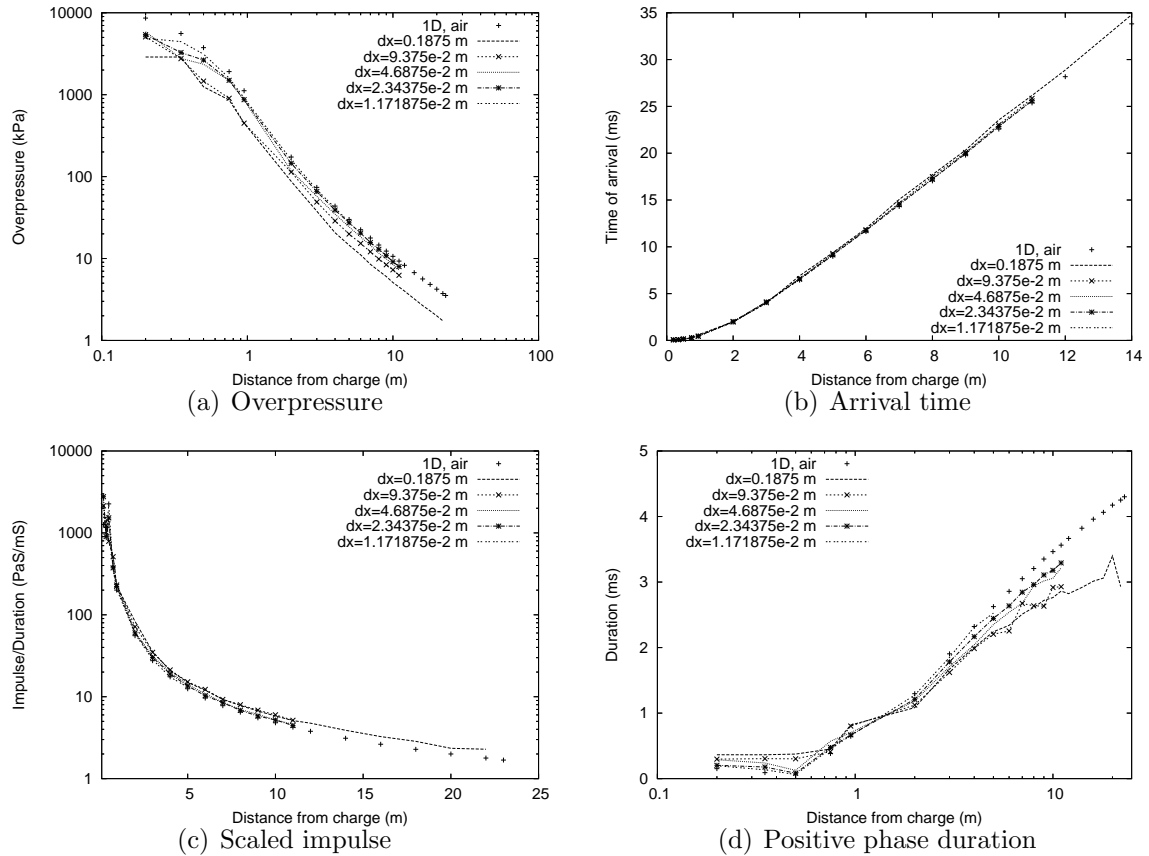 10000
1000
100
10
1
0.1
1
10
100
Overpressure (kPa)
Distance from charge (m)
1D, air
dx=0.1875 m
dx=9.375e-2 m
dx=4.6875e-2 m
dx=2.34375e-2 m
dx=1.171875e-2 m
(a) Overpressure
35
30
25
20
15
10
5
0
0
2
4
6
8
10
12
14
Time of arrival (ms)
Distance from charge (m)
1D, air
dx=0.1875 m
dx=9.375e-2 m
dx=4.6875e-2 m
dx=2.34375e-2 m
dx=1.171875e-2 m
(b) Arrival time
10000
1000
100
10
1
5
10
15
20
25
Impulse/Duration (PaS/mS)
Distance from charge (m)
1D, air
dx=0.1875 m
dx=9.375e-2 m
dx=4.6875e-2 m
dx=2.34375e-2 m
dx=1.171875e-2 m
(c) Scaled impulse
5
4
3
2
1
0
0.1
1
10
Duration (ms)
Distance from charge (m)
1D, air
dx=0.1875 m
dx=9.375e-2 m
dx=4.6875e-2 m
dx=2.34375e-2 m
dx=1.171875e-2 m
(d) Positive phase duration